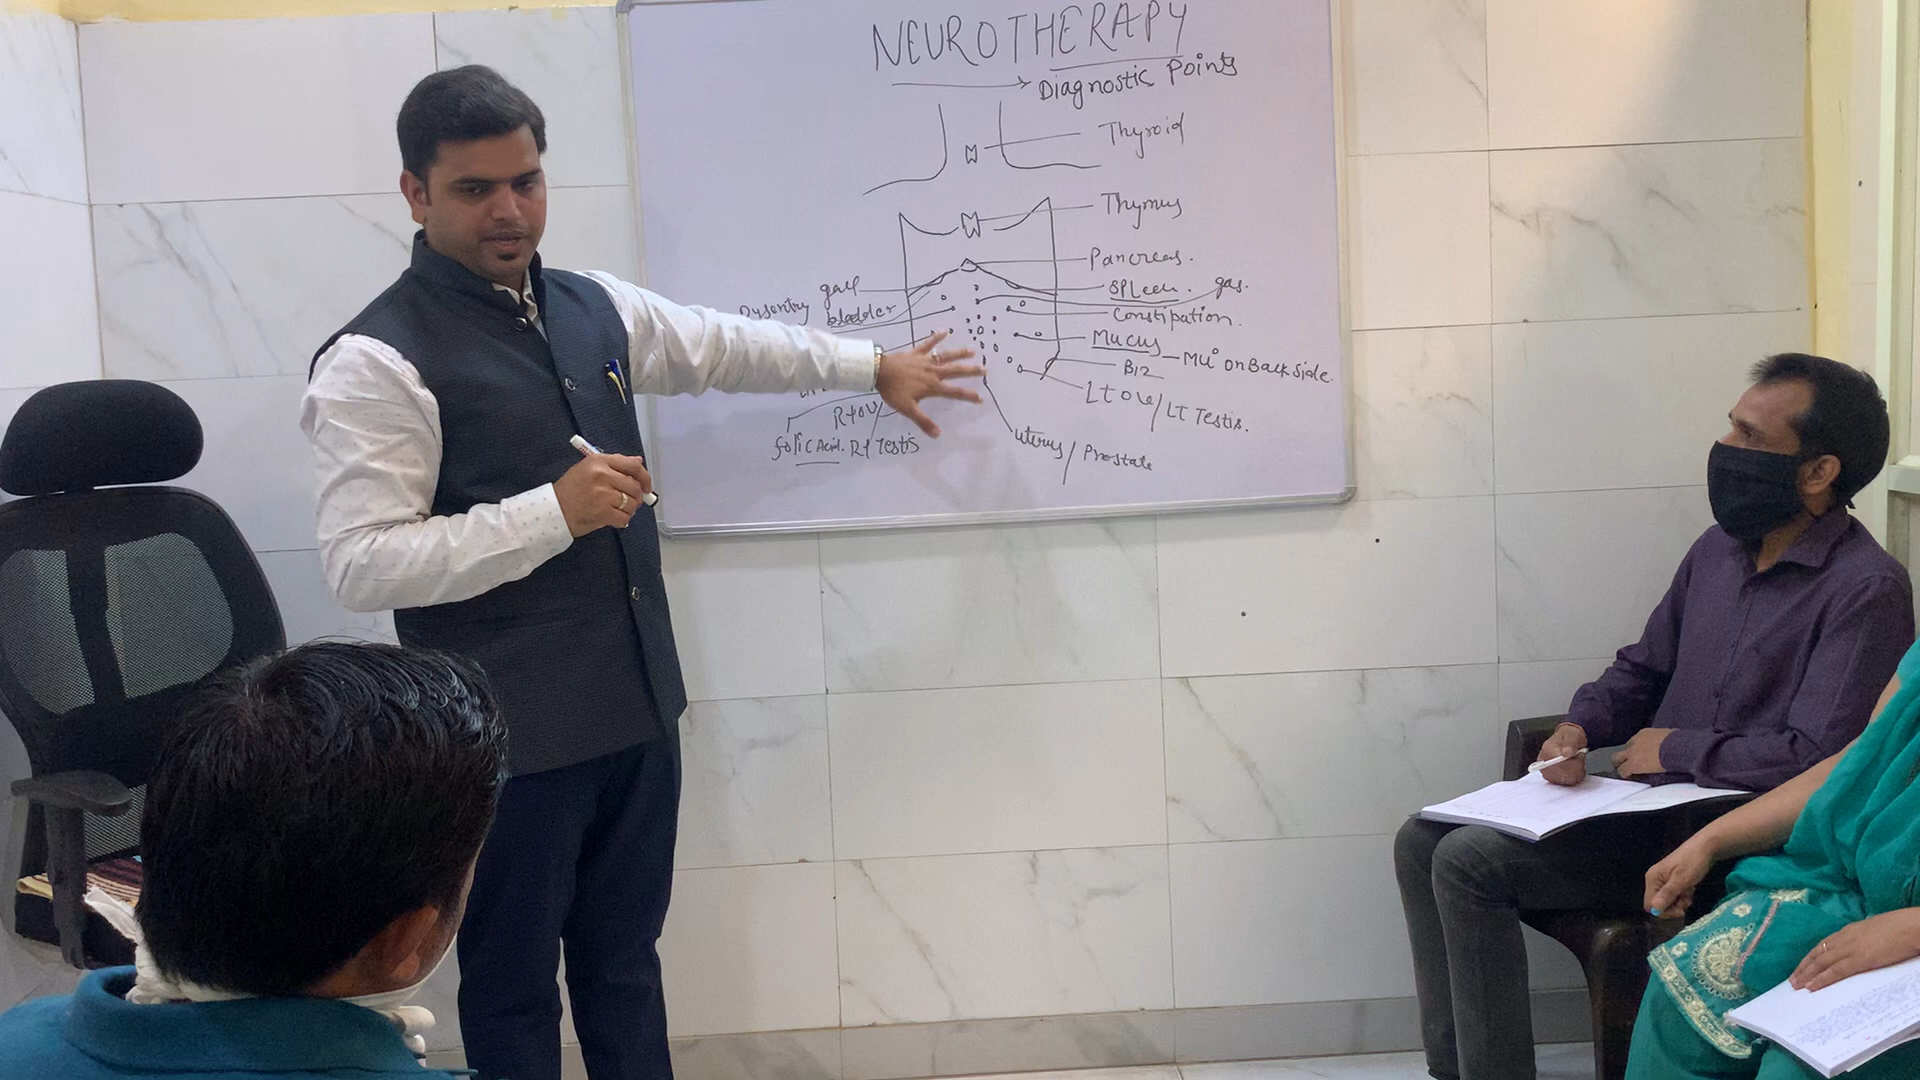 NEUROTHERAPY
Diagnostic Points
Thyroid
Thymus
Pancreas.
gall
bladder
SPLeen. gas.
Dysentry
Constipation.
Mucus
MU° on Back Side.
B12
Lt Ova/LT Testis.
Rt OV
folic Acid. Rt Testis
Uterus/Prostate